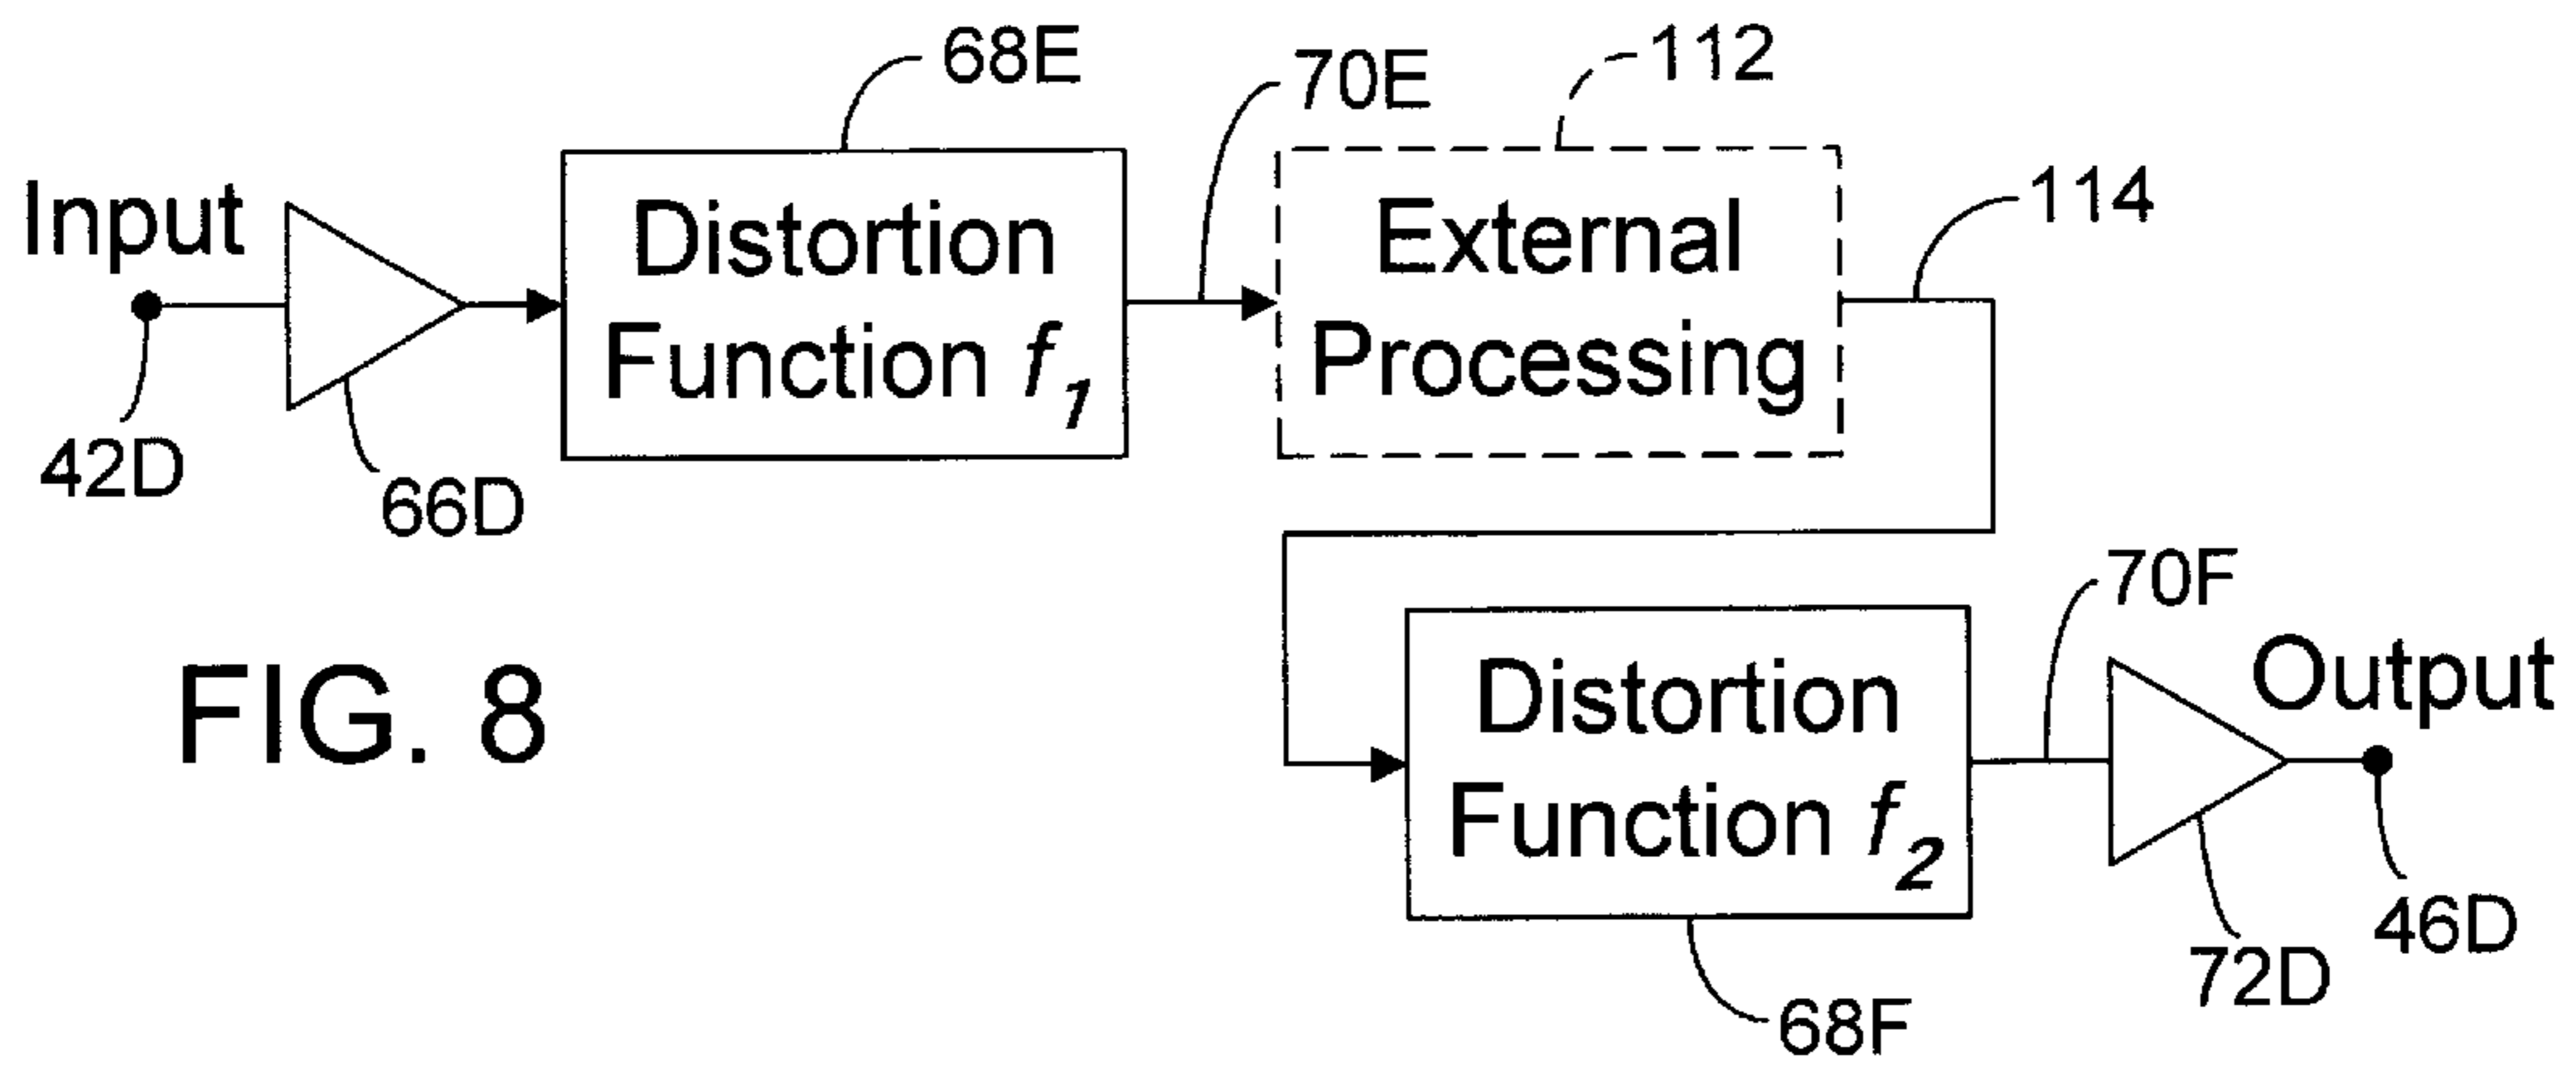 68E
70E
112
Input
Distortion
Function f1
External
Processing
114
42D
66D
70F
FIG. 8
Distortion
Function f2
Output
46D
72D
68F